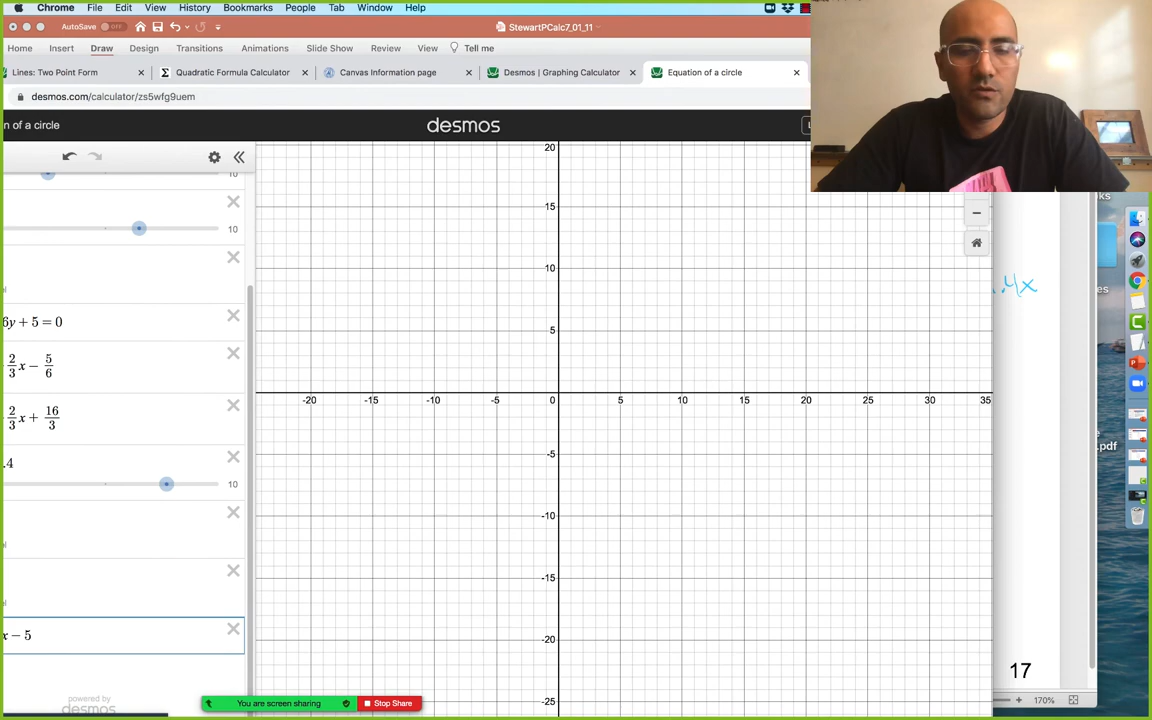 Chrome File Edit View History Bookmarks People Tab Window Help
AutoSave OFF StewartPCalc7_01_11
Home Insert Draw Design Transitions Animations Slide Show Review View Tell me
Lines: Two Point Form Quadratic Formula Calculator Canvas Information page Desmos | Graphing Calculator Equation of a circle
desmos.com/calculator/zs5wfg9uem
n of a circle desmos
10
10
6y + 5 = 0
2/3 x − 5/6
2/3 x + 16/3
.4
10
x − 5
powered by
desmos
20
15
10
5
-20 -15 -10 -5 0 5 10 15 20 25 30 35
-5
-10
-15
-20
-25
.4x
.pdf
17
170%
You are screen sharing Stop Share